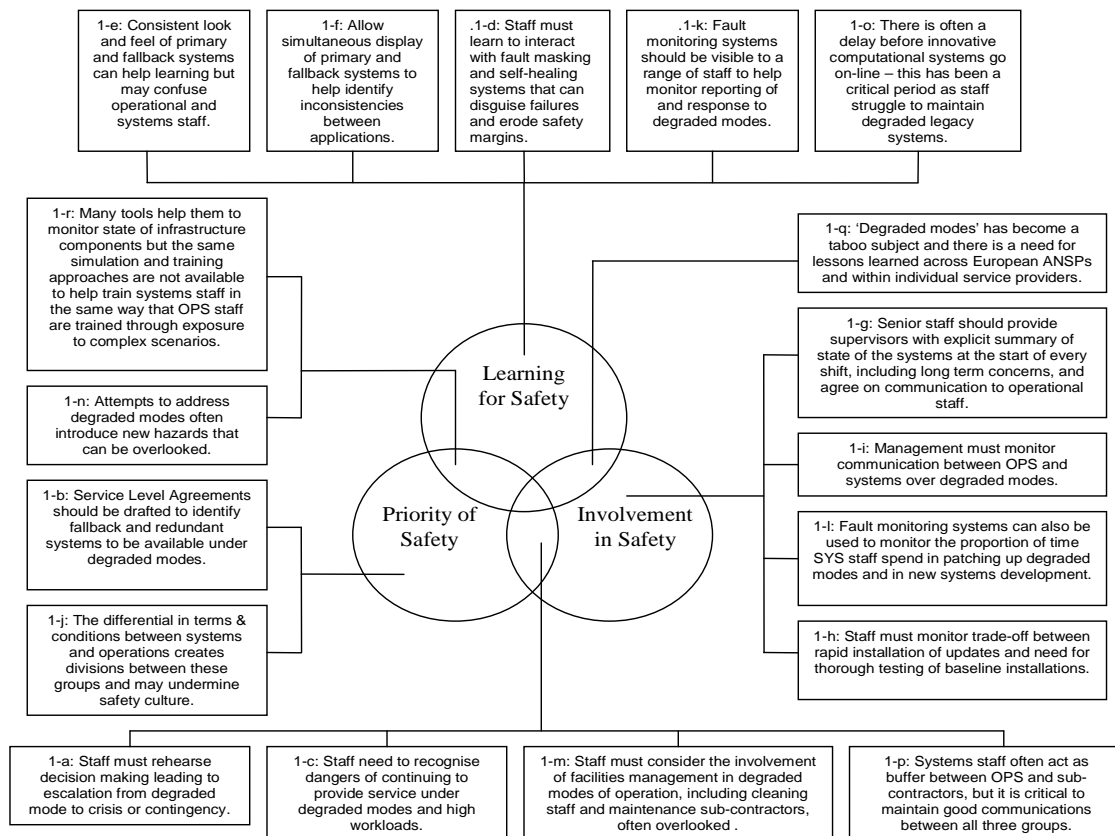 1-e: Consistent look
and feel of primary
and fallback systems
can help learning but
may confuse
operational and
systems staff.
1-f: Allow
simultaneous display
of primary and
fallback systems to
help identify
inconsistencies
between
applications.
.1-d: Staff must
learn to interact
with fault masking
and self-healing
systems that can
disguise failures
and erode safety
margins.
.1-k: Fault
monitoring systems
should be visible to
a range of staff to
help monitor
reporting of and
response to
degraded modes.
1-o: There is often a
delay before innovative
computational systems go
on-line – this has been a
critical period as staff
struggle to maintain
degraded legacy
systems.
1-r: Many tools help them to
monitor state of infrastructure
components but the same
simulation and training
approaches are not available
to help train systems staff in
the same way that OPS staff
are trained through exposure
to complex scenarios.
1-n: Attempts to address
degraded modes often
introduce new hazards that
can be overlooked.
1-b: Service Level Agreements
should be drafted to identify
fallback and redundant
systems to be available under
degraded modes.
1-j: The differential in terms &
conditions between systems
and operations creates
divisions between these
groups and may undermine
safety culture.
Learning
for Safety
Priority of
Safety
Involvement
in Safety
1-q: ‘Degraded modes’ has become a
taboo subject and there is a need for
lessons learned across European ANSPs
and within individual service providers.
1-g: Senior staff should provide
supervisors with explicit summary of
state of the systems at the start of every
shift, including long term concerns, and
agree on communication to operational
staff.
1-i: Management must monitor
communication between OPS and
systems over degraded modes.
1-l: Fault monitoring systems can also be
used to monitor the proportion of time
SYS staff spend in patching up degraded
modes and in new systems development.
1-h: Staff must monitor trade-off between
rapid installation of updates and need for
thorough testing of baseline installations.
1-a: Staff must rehearse
decision making leading to
escalation from degraded
mode to crisis or contingency.
1-c: Staff need to recognise
dangers of continuing to
provide service under
degraded modes and high
workloads.
1-m: Staff must consider the involvement
of facilities management in degraded
modes of operation, including cleaning
staff and maintenance sub-contractors,
often overlooked .
1-p: Systems staff often act as
buffer between OPS and sub-
contractors, but it is critical to
maintain good communications
between all three groups.